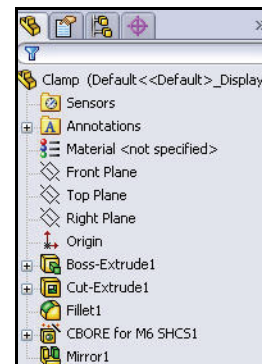 »
Clamp (Default<<Default>_Display
Sensors
A Annotations
Material <not specified>
Front Plane
Top Plane
Right Plane
Origin
Boss-Extrude1
Cut-Extrude1
Fillet1
CBORE for M6 SHCS1
Mirror1